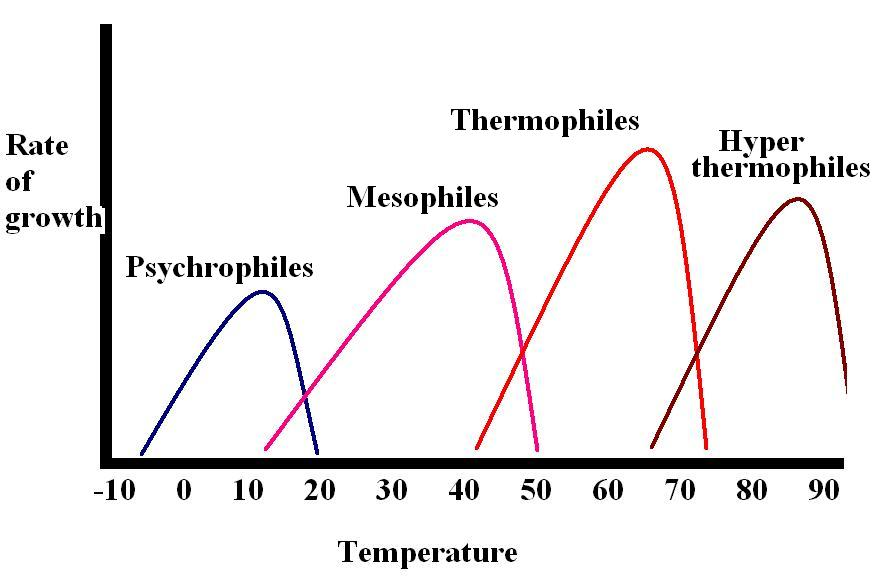 Thermophiles
Hyper
thermophiles
Rate
of
growth
Mesophiles
Psychrophiles
-10 0 10 20 30 40 50 60 70 80 90
Temperature